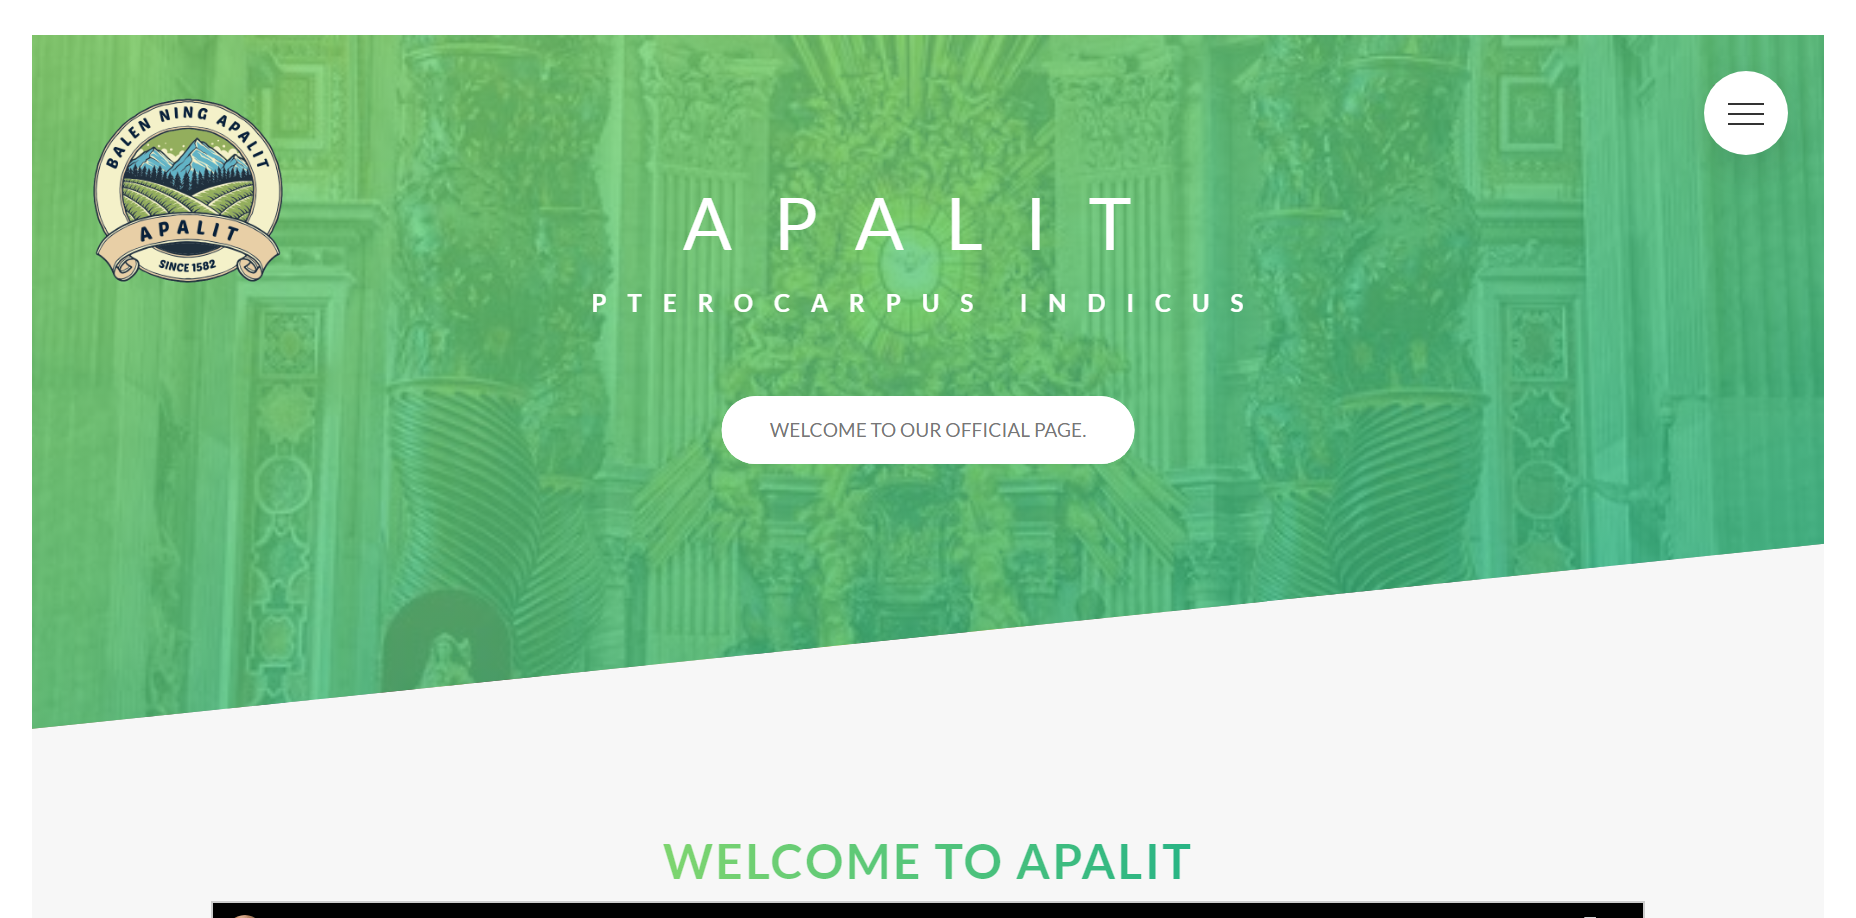 BALEN NING APALIT
APALIT
SINCE 1582
APALIT
PTEROCARPUS INDICUS
WELCOME TO OUR OFFICIAL PAGE.
WELCOME TO APALIT